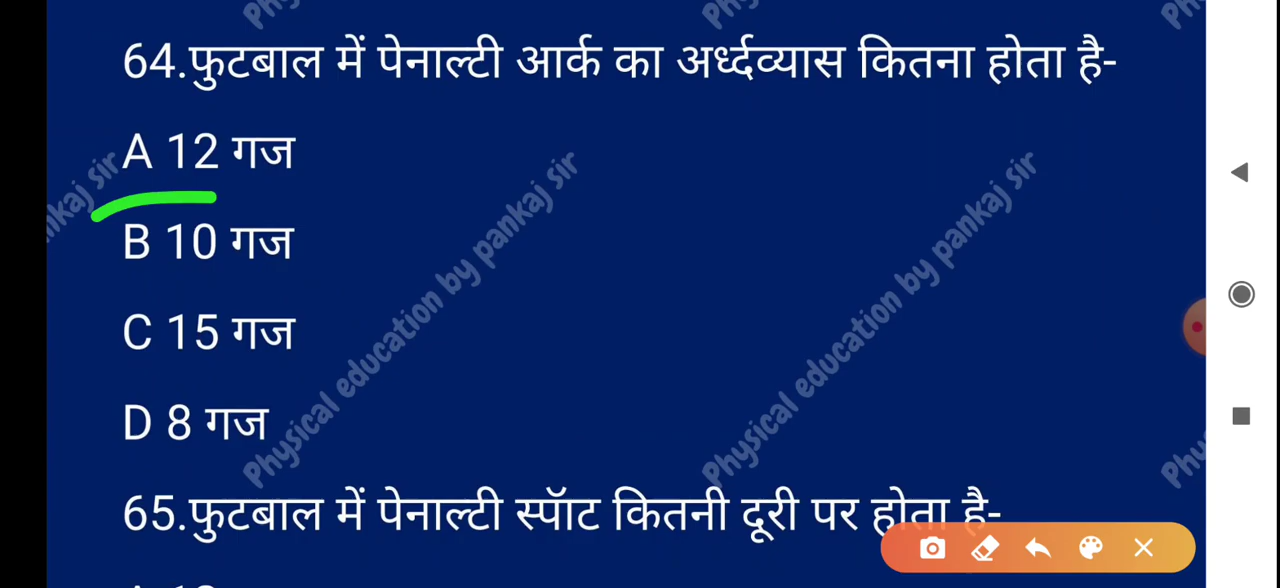 64.फुटबाल में पेनाल्टी आर्क का अर्ध्दव्यास कितना होता है-
A 12 गज
B 10 गज
C 15 गज
D 8 गज
Physical education by pankaj sir
Physical education by pankaj sir
65.फुटबाल में पेनाल्टी स्पॉट कितनी दूरी पर होता है-